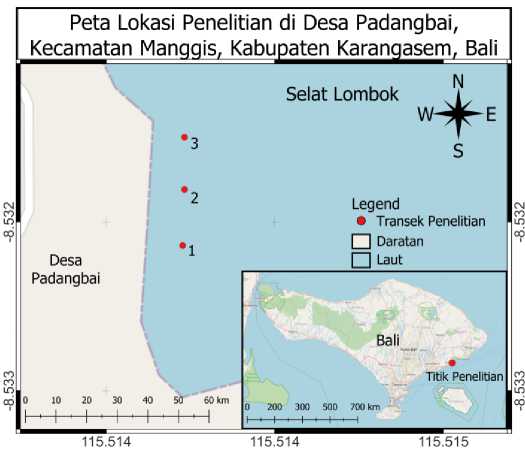 Peta Lokasi Penelitian di Desa Padangbai,
Kecamatan Manggis, Kabupaten Karangasem, Bali
Selat Lombok
N
W E
S
3
2
1
Legend
Transek Penelitian
Daratan
Laut
Desa
Padangbai
-8.532
-8.532
-8.533
-8.533
Bali
Titik Penelitian
0 10 20 30 40 50 60 km
0 200 300 500 700 km
115.514 115.514 115.515